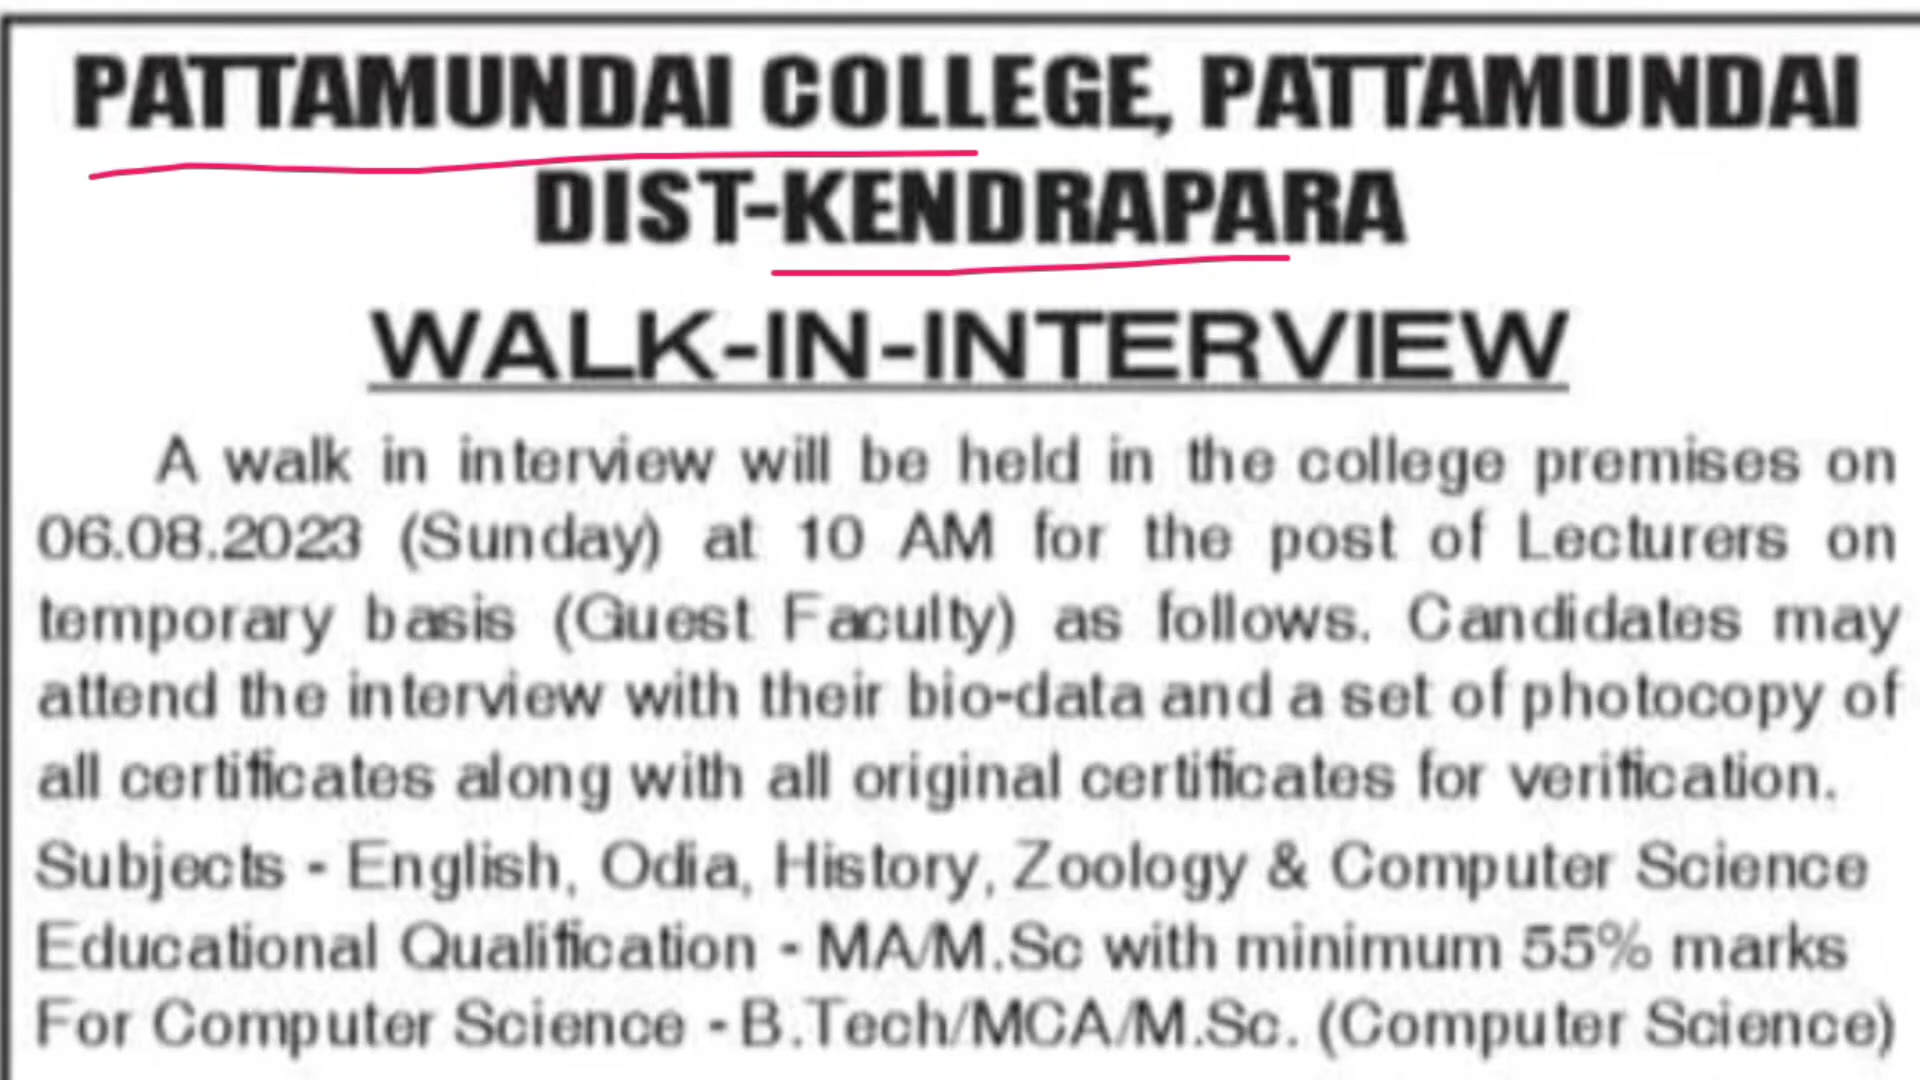 PATTAMUNDAI COLLEGE, PATTAMUNDAI
DIST-KENDRAPARA
WALK-IN-INTERVIEW
A walk in interview will be held in the college premises on
06.08.2023 (Sunday) at 10 AM for the post of Lecturers on
temporary basis (Guest Faculty) as follows. Candidates may
attend the interview with their bio-data and a set of photocopy of
all certificates along with all original certificates for verification.
Subjects - English, Odia, History, Zoology & Computer Science
Educational Qualification - MA/M.Sc with minimum 55% marks
For Computer Science - B.Tech/MCA/M.Sc. (Computer Science)